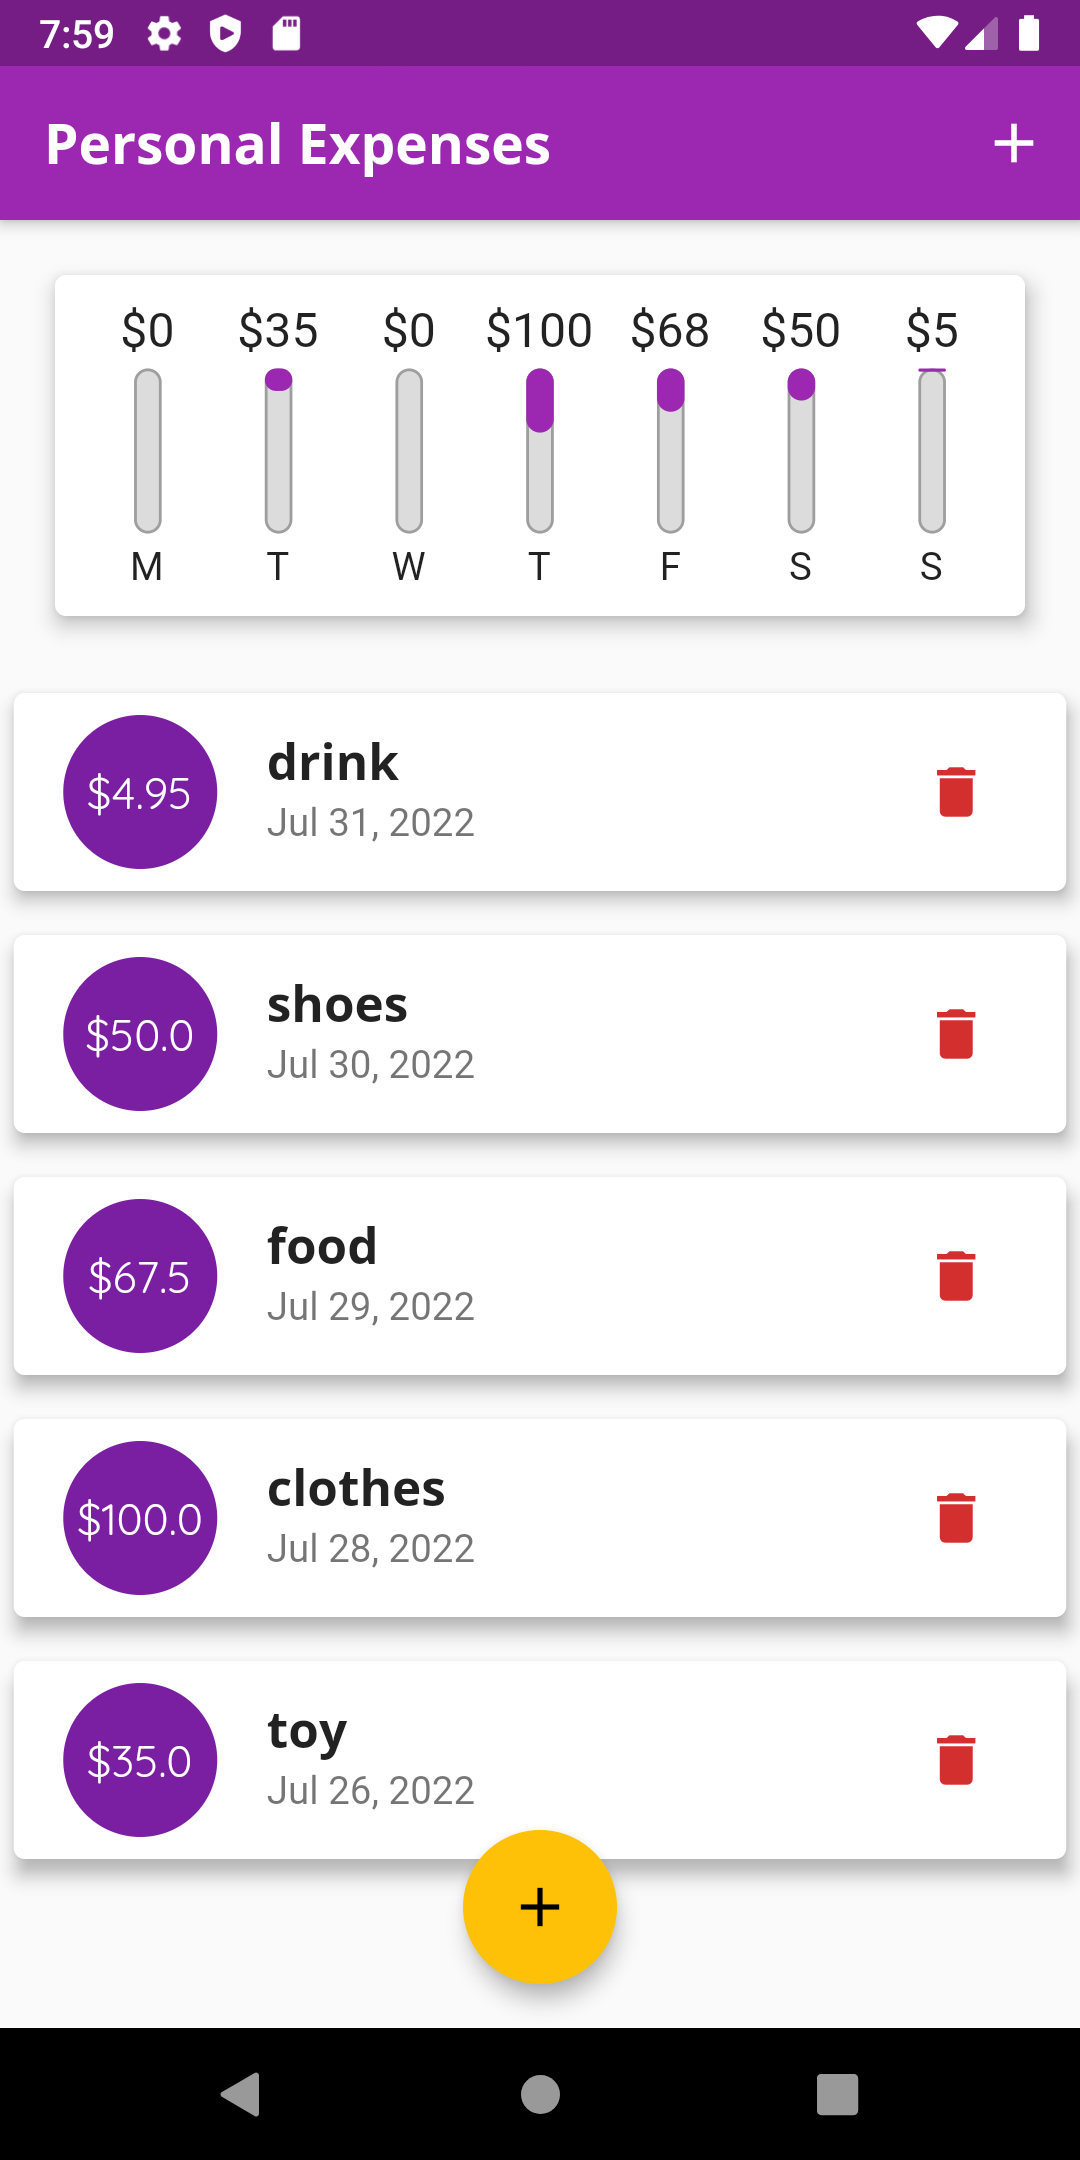 7:59
Personal Expenses
$0 $35 $0 $100 $68 $50 $5
M T W T F S S
$4.95
drink
Jul 31, 2022
$50.0
shoes
Jul 30, 2022
$67.5
food
Jul 29, 2022
$100.0
clothes
Jul 28, 2022
$35.0
toy
Jul 26, 2022